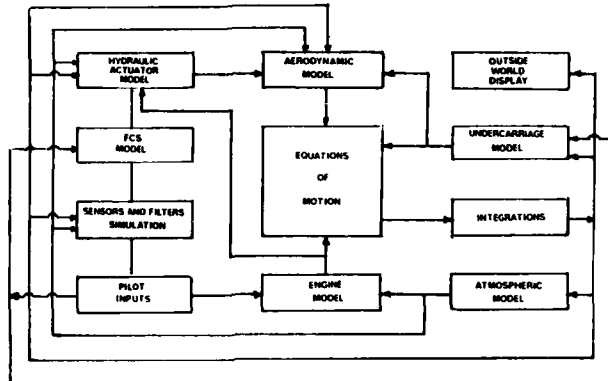 HYDRAULIC
ACTUATOR
MODEL
AERODYNAMIC
MODEL
OUTSIDE
WORLD
DISPLAY
FCS
MODEL
EQUATIONS
OF
MOTION
UNDERCARRIAGE
MODEL
SENSORS AND FILTERS
SIMULATION
INTEGRATIONS
PILOT
INPUTS
ENGINE
MODEL
ATMOSPHERIC
MODEL